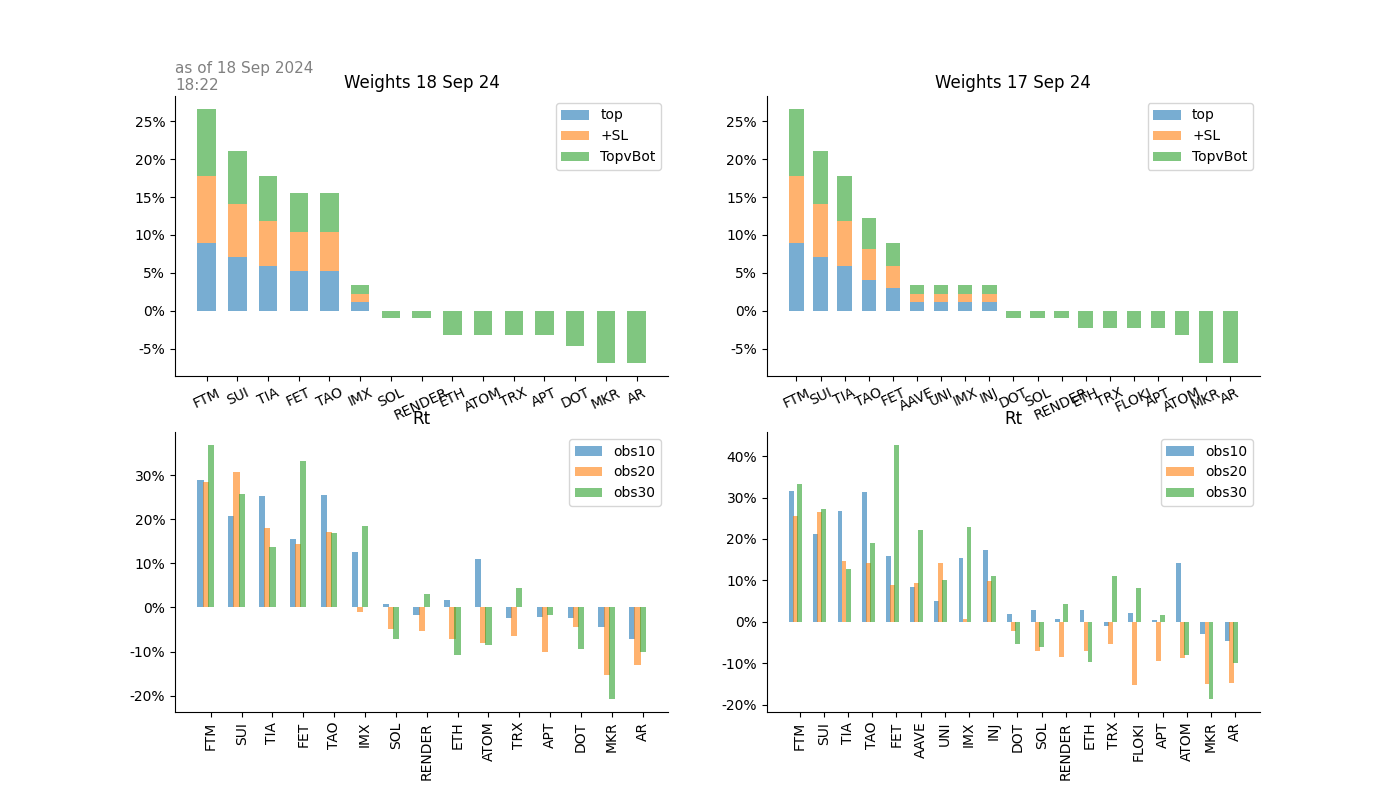 as of 18 Sep 2024
18:22
Weights 18 Sep 24
25%
20%
15%
10%
5%
0%
-5%
top
+SL
TopvBot
FTM SUI TIA FET TAO IMX SOL RENDER ETH ATOM TRX APT DOT MKR AR
Weights 17 Sep 24
25%
20%
15%
10%
5%
0%
-5%
top
+SL
TopvBot
FTM SUI TIA TAO FET AAVE UNI IMX INJ DOT SOL RENDER ETH TRX FLOKI APT ATOM MKR AR
Rt
30%
20%
10%
0%
-10%
-20%
obs10
obs20
obs30
FTM SUI TIA FET TAO IMX SOL RENDER ETH ATOM TRX APT DOT MKR AR
Rt
40%
30%
20%
10%
0%
-10%
-20%
obs10
obs20
obs30
FTM SUI TIA TAO FET AAVE UNI IMX INJ DOT SOL RENDER ETH TRX FLOKI APT ATOM MKR AR